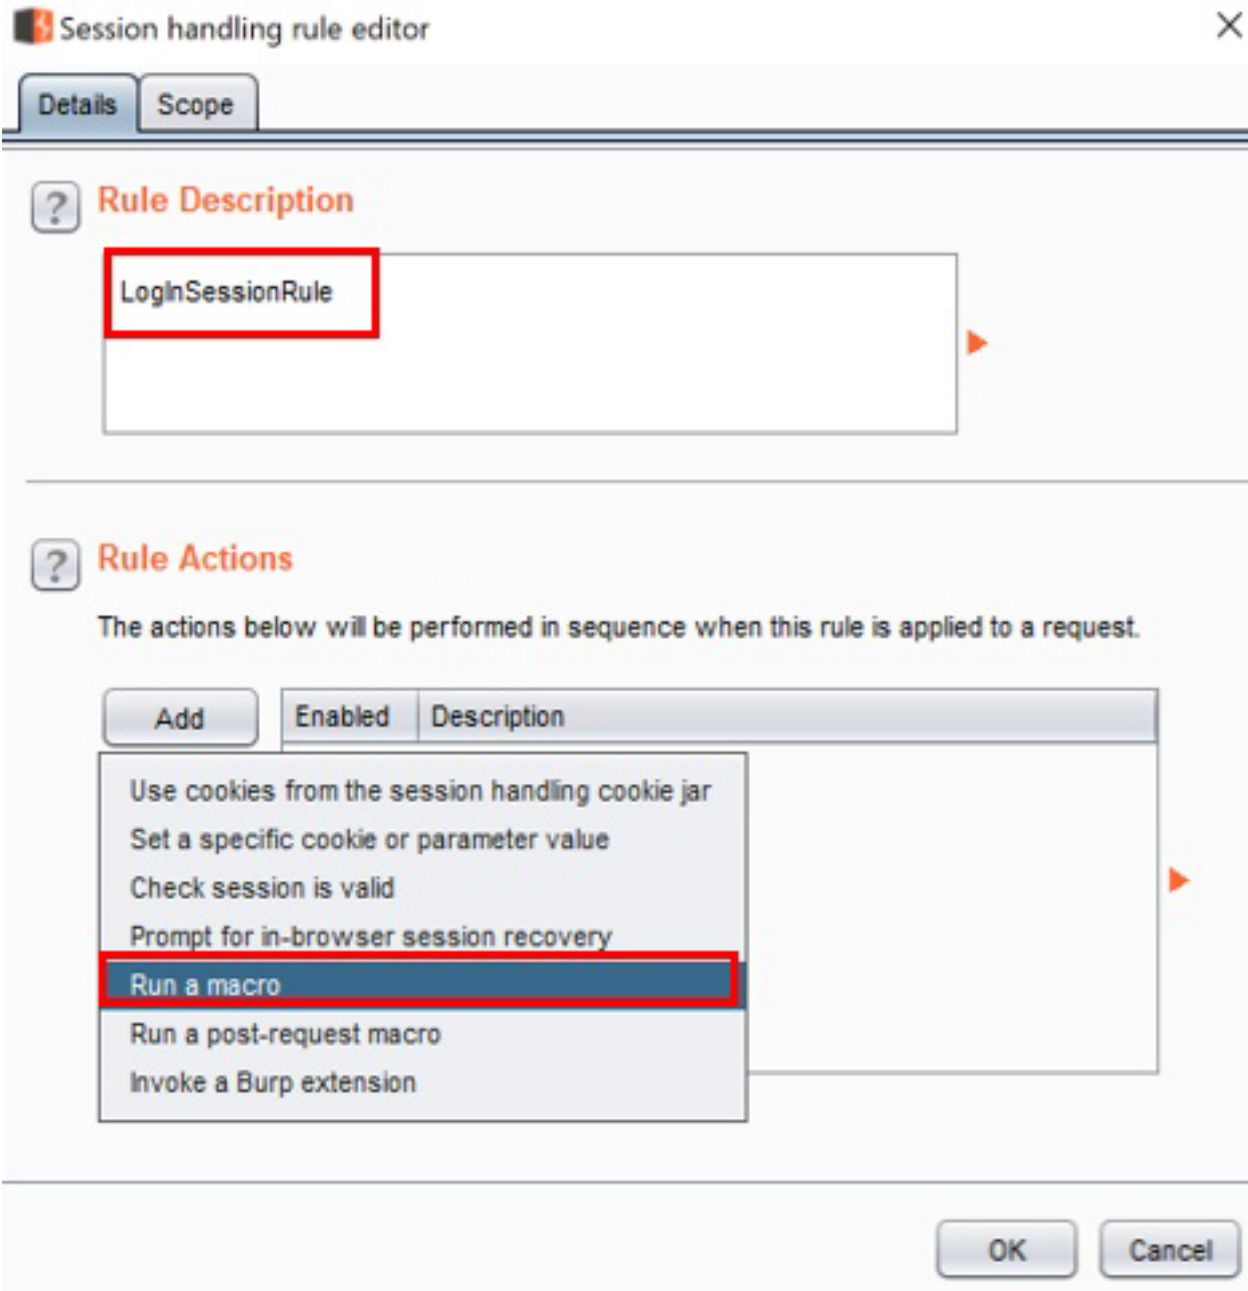 Session handling rule editor
Details Scope
? Rule Description
LogInSessionRule
? Rule Actions
The actions below will be performed in sequence when this rule is applied to a request.
Add Enabled Description
Use cookies from the session handling cookie jar
Set a specific cookie or parameter value
Check session is valid
Prompt for in-browser session recovery
Run a macro
Run a post-request macro
Invoke a Burp extension
OK Cancel